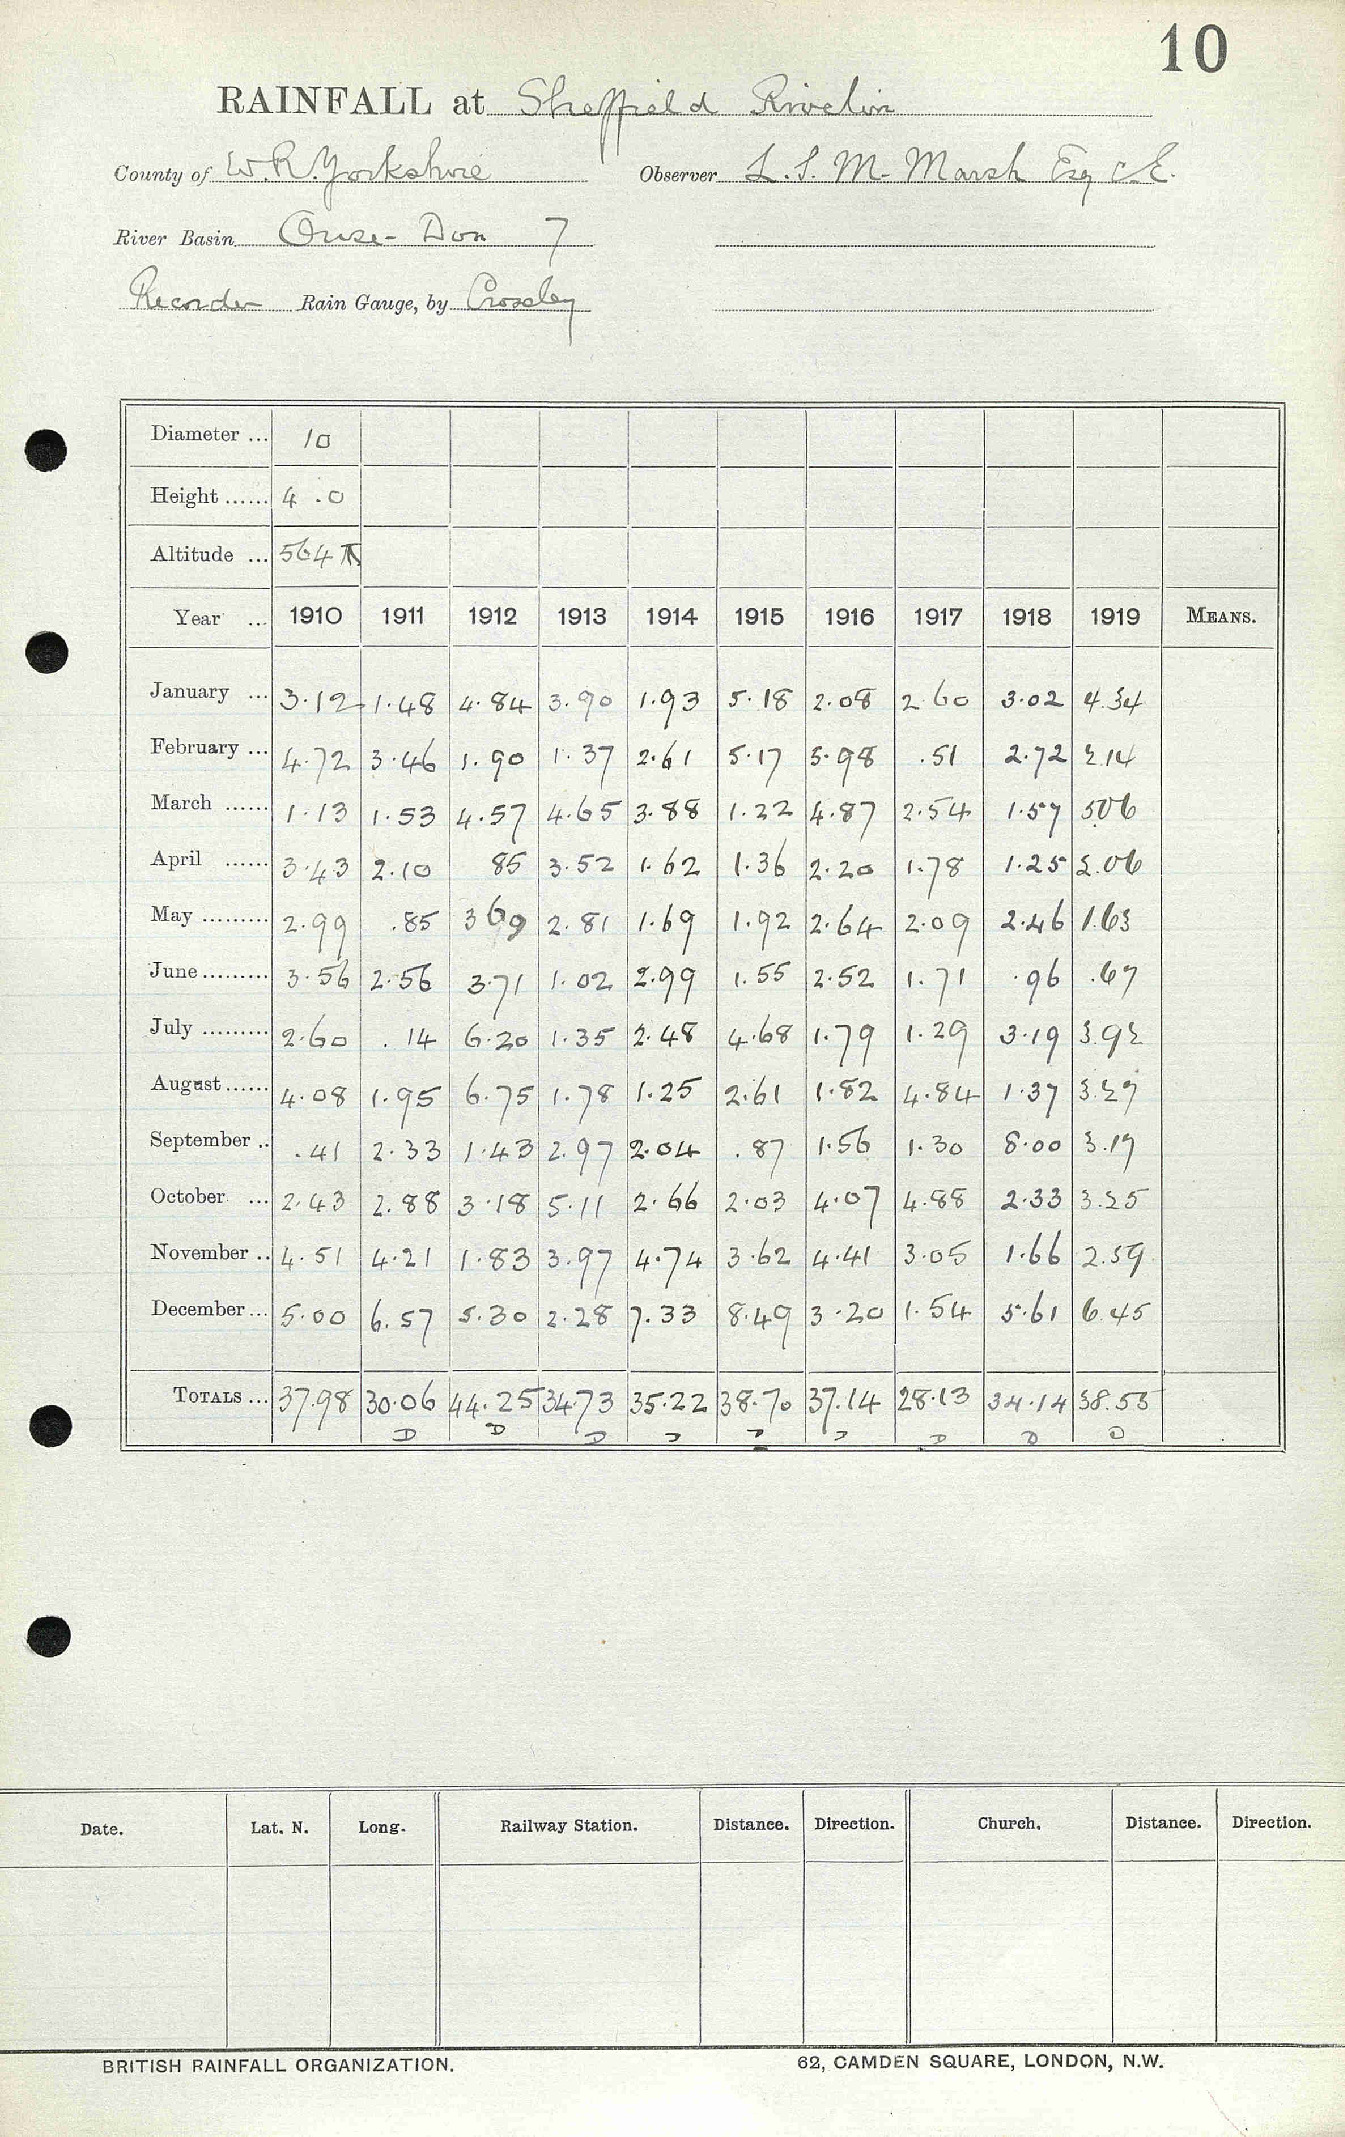 10
RAINFALL at Sheffield Rivelin
County of W.R. Yorkshire Observer L. S. M. Marsh Esq C.E.
River Basin Ouse - Don 7
Recorder Rain Gauge, by Crossley
Diameter ... 10
Height ...... 4 .0
Altitude ... 564
Year ... 1910 1911 1912 1913 1914 1915 1916 1917 1918 1919 MEANS.
January ... 3.12 1.48 4.84 3.90 1.93 5.18 2.08 2.60 3.02 4.34
February ... 4.72 3.46 1.90 1.37 2.61 5.17 5.98 .51 2.72 2.14
March ...... 1.13 1.53 4.57 4.65 3.88 1.22 4.87 2.54 1.57 5.06
April ...... 3.43 2.10 85 3.52 1.62 1.36 2.20 1.78 1.25 2.06
May ......... 2.99 .85 3 69 2.81 1.69 1.92 2.64 2.09 2.46 1.63
June ......... 3.56 2.56 3.71 1.02 2.99 1.55 2.52 1.71 .96 .67
July ......... 2.60 .14 6.20 1.35 2.48 4.68 1.79 1.29 3.19 3.92
August ...... 4.08 1.95 6.75 1.78 1.25 2.61 1.82 4.84 1.37 3.27
September .. .41 2.33 1.43 2.97 2.04 .87 1.56 1.30 8.00 3.17
October ... 2.43 2.88 3.18 5.11 2.66 2.03 4.07 4.88 2.33 3.25
November .. 4.51 4.21 1.83 3.97 4.74 3.62 4.41 3.05 1.66 2.59
December ... 5.00 6.57 5.30 2.28 7.33 8.49 3.20 1.54 5.61 6.45
TOTALS ... 37.98 30.06 44.25 34.73 35.22 38.70 37.14 28.13 34.14 38.55
D D D D D D D D D
Date. Lat. N. Long. Railway Station. Distance. Direction. Church. Distance. Direction.
BRITISH RAINFALL ORGANIZATION. 62, CAMDEN SQUARE, LONDON, N.W.